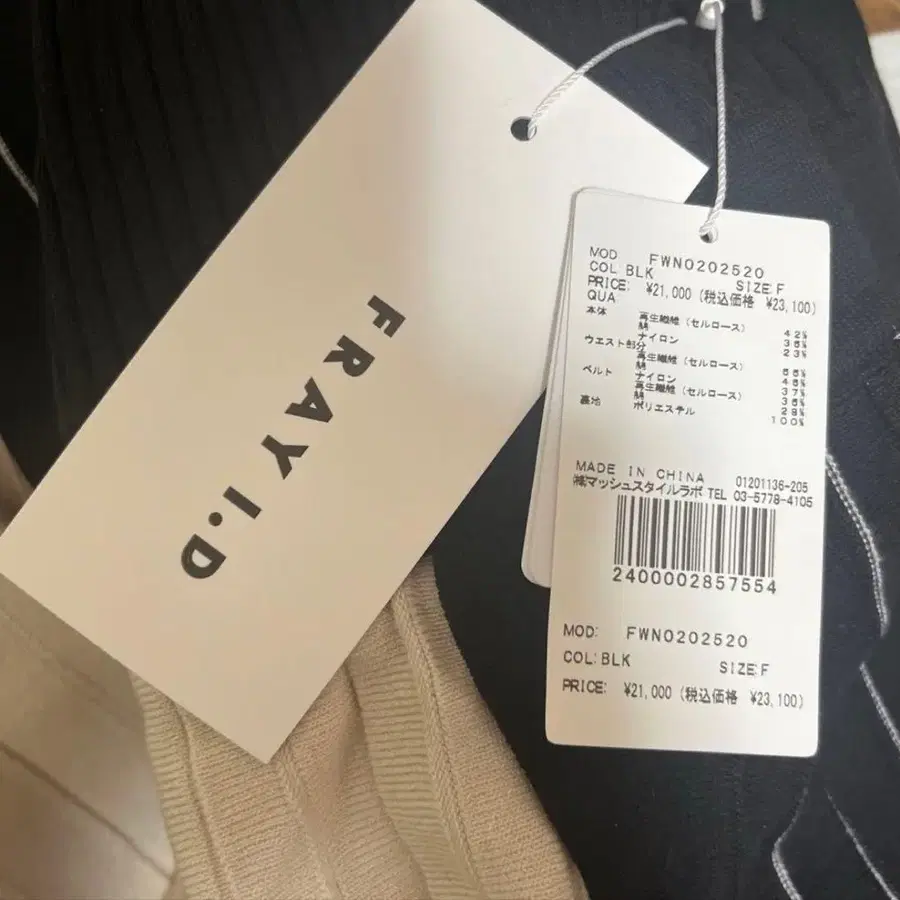 FRAY I.D
MOD FWN0202520
COL: BLK SIZE: F
PRICE: ¥21,000 (税込価格 ¥23,100)
QUA:
本体 再生繊維 (セルロース) 42%
綿 36%
ナイロン 23%
ウエスト部分
再生繊維 (セルロース)
綿
ナイロン
ベルト 再生繊維 (セルロース) 37%
綿
裏地 ポリエステル 100%
MADE IN CHINA 01201136-205
㈱マッシュスタイルラボ TEL 03-5778-4105
2400002857554
MOD: FWN0202520
COL: BLK SIZE: F
PRICE: ¥21,000 (税込価格 ¥23,100)